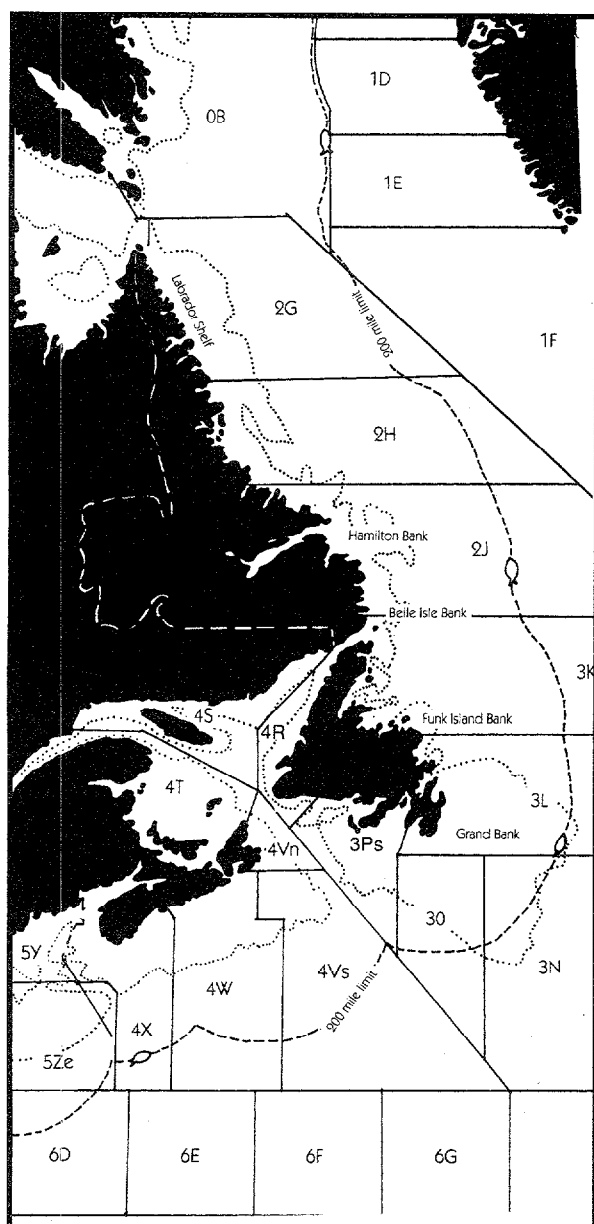 1D
0B
1E
Labrador Shelf
2G
200 mile limit
1F
2H
Hamilton Bank
2J
Belle Isle Bank
3K
4S
Funk Island Bank
4R
4T
3L
Grand Bank
4Vn
3Ps
30
5Y
4Vs
3N
4W
200 mile limit
4X
5Ze
6D
6E
6F
6G